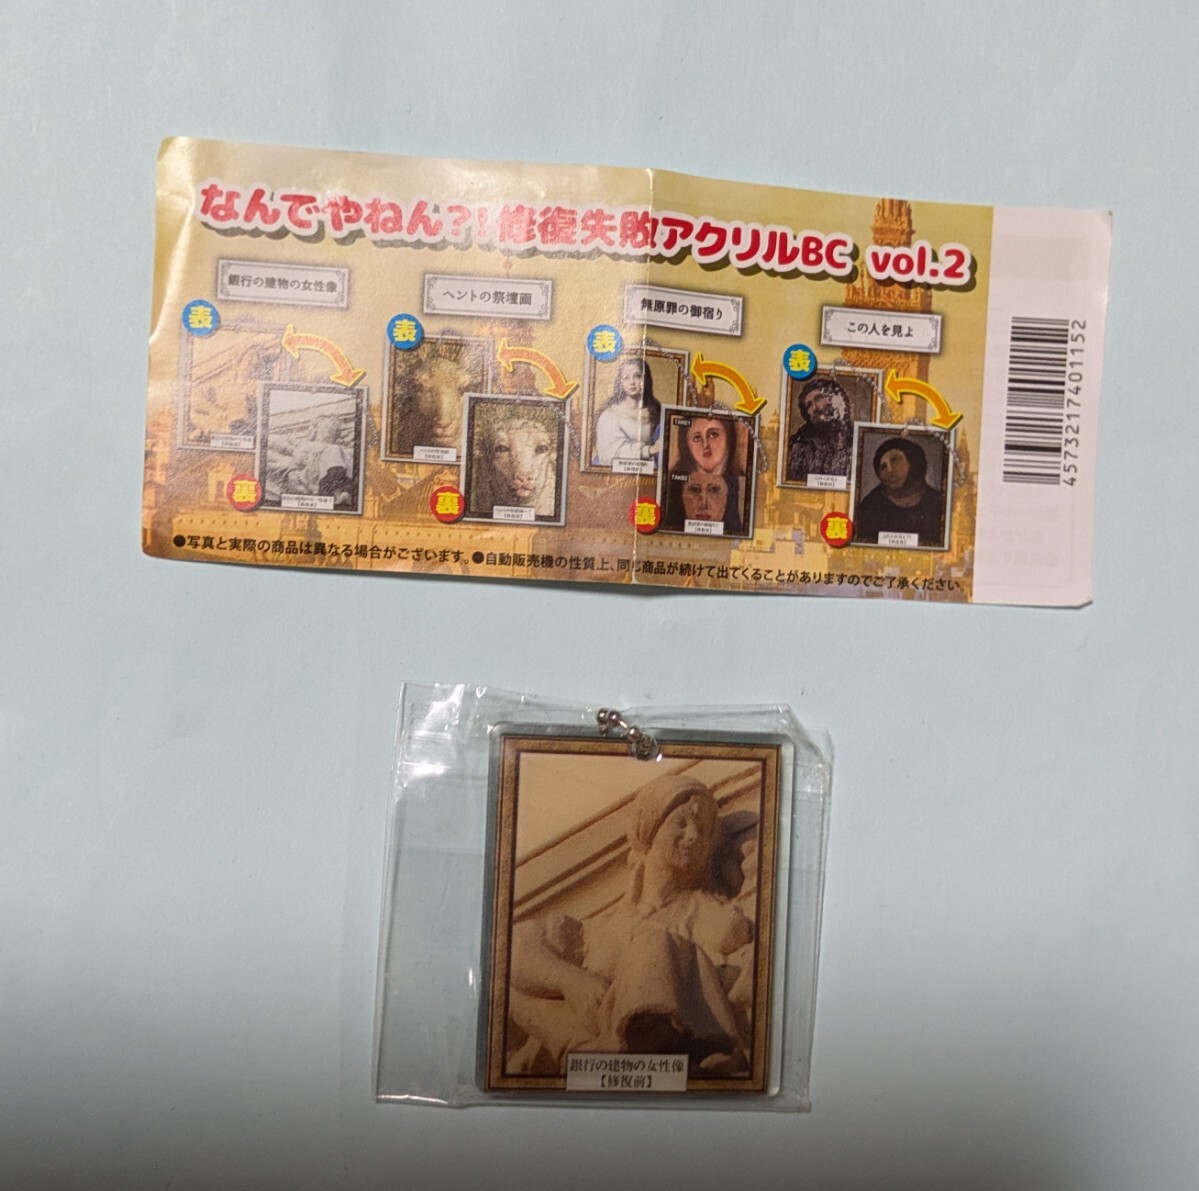 なんでやねん?!修復失敗アクリルBC vol.2
銀行の建物の女性像
ヘントの祭壇画
無原罪の御宿り
この人を見よ
表
表
表
表
TAKE1
TAKE2
裏
裏
裏
裏
●写真と実際の商品は異なる場合がございます。●自動販売機の性質上、同じ商品が続けて出てくることがありますのでご了承ください。
4573217401152
銀行の建物の女性像
【修復前】